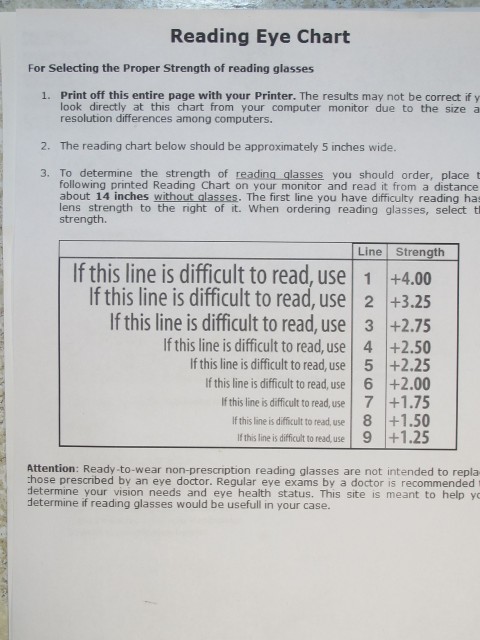 Reading Eye Chart
For Selecting the Proper Strength of reading glasses
1. Print off this entire page with your Printer. The results may not be correct if y
look directly at this chart from your computer monitor due to the size a
resolution differences among computers.
2. The reading chart below should be approximately 5 inches wide.
3. To determine the strength of reading glasses you should order, place t
following printed Reading Chart on your monitor and read it from a distance
about 14 inches without glasses. The first line you have difficulty reading has
lens strength to the right of it. When ordering reading glasses, select th
strength.
Line Strength
If this line is difficult to read, use 1 +4.00
If this line is difficult to read, use 2 +3.25
If this line is difficult to read, use 3 +2.75
If this line is difficult to read, use 4 +2.50
If this line is difficult to read, use 5 +2.25
If this line is difficult to read, use 6 +2.00
If this line is difficult to read, use 7 +1.75
If this line is difficult to read, use 8 +1.50
If this line is difficult to read, use 9 +1.25
Attention: Ready-to-wear non-prescription reading glasses are not intended to repla
those prescribed by an eye doctor. Regular eye exams by a doctor is recommended
determine your vision needs and eye health status. This site is meant to help yo
determine if reading glasses would be usefull in your case.